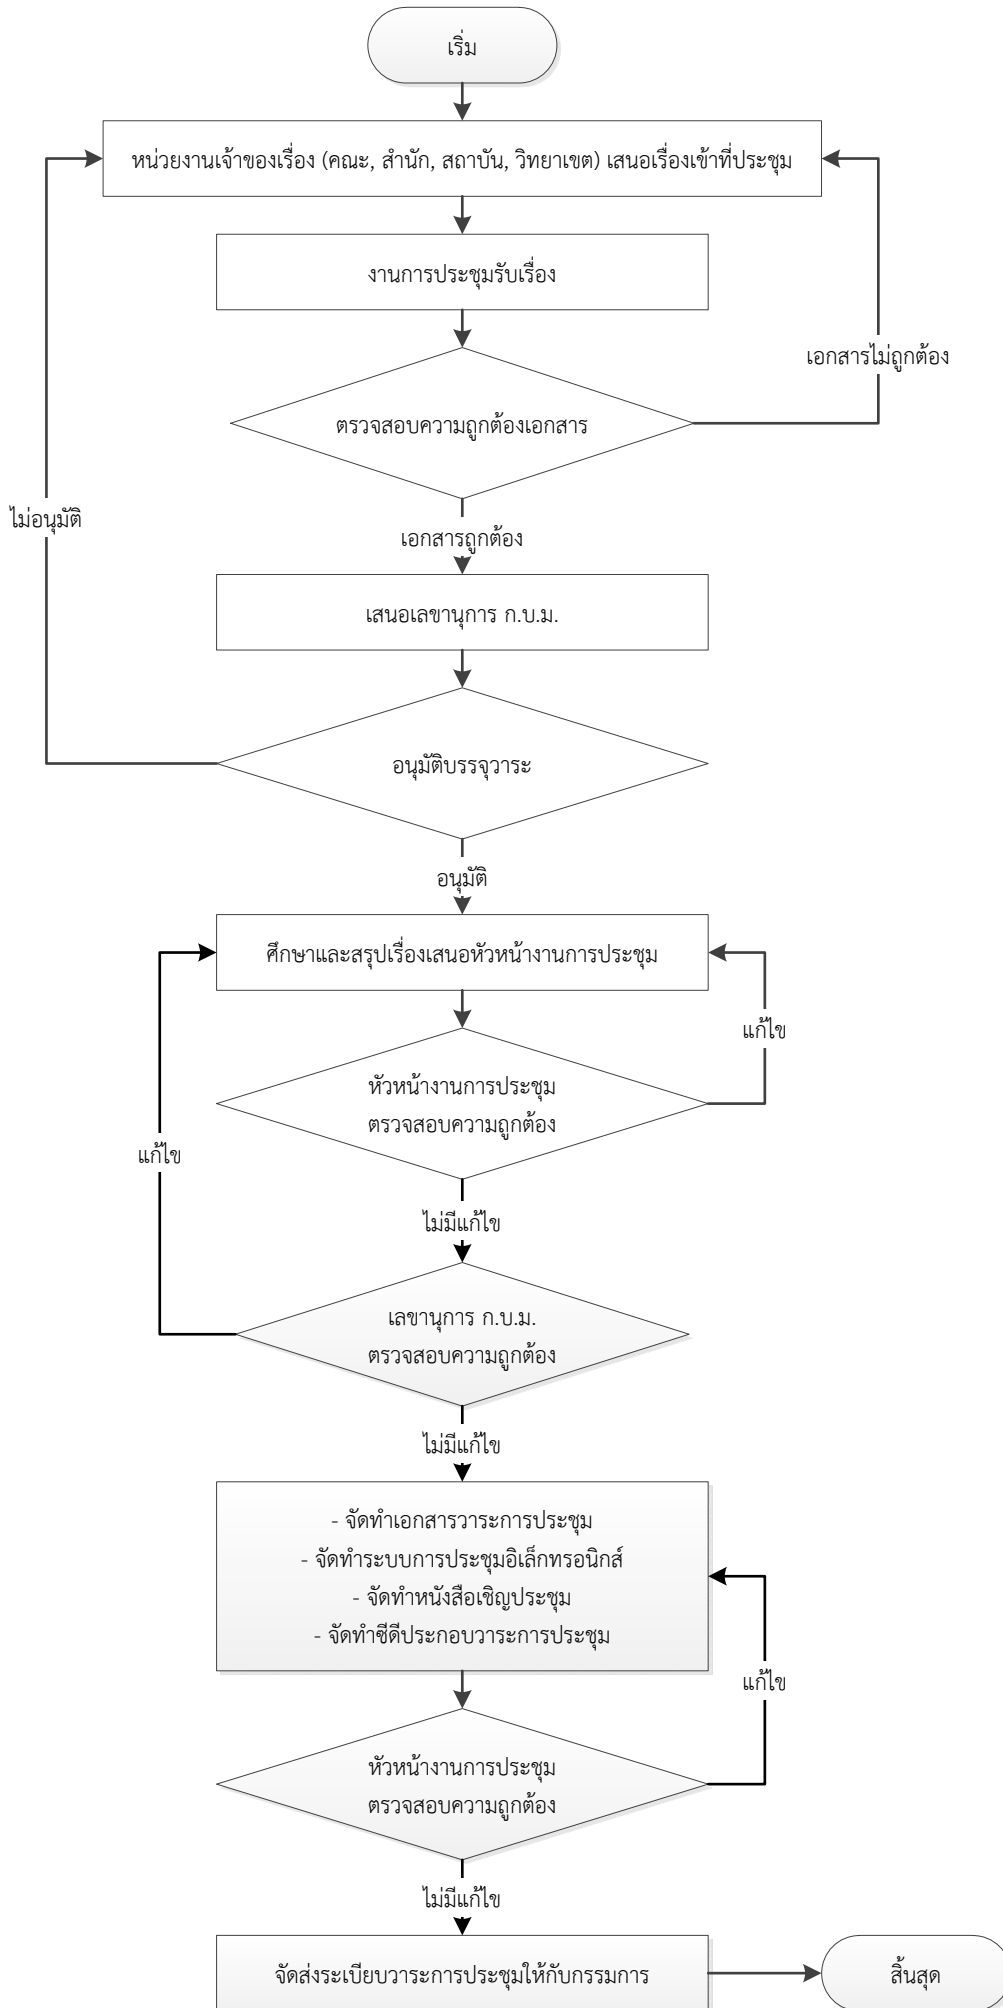 เริ่ม
หน่วยงานเจ้าของเรื่อง (คณะ, สำนัก, สถาบัน, วิทยาเขต) เสนอเรื่องเข้าที่ประชุม
งานการประชุมรับเรื่อง
เอกสารไม่ถูกต้อง
ตรวจสอบความถูกต้องเอกสาร
ไม่อนุมัติ
เอกสารถูกต้อง
เสนอเลขานุการ ก.บ.ม.
อนุมัติบรรจุวาระ
อนุมัติ
ศึกษาและสรุปเรื่องเสนอหัวหน้างานการประชุม
แก้ไข
หัวหน้างานการประชุม
ตรวจสอบความถูกต้อง
แก้ไข
ไม่มีแก้ไข
เลขานุการ ก.บ.ม.
ตรวจสอบความถูกต้อง
ไม่มีแก้ไข
- จัดทำเอกสารวาระการประชุม
- จัดทำระบบการประชุมอิเล็กทรอนิกส์
- จัดทำหนังสือเชิญประชุม
- จัดทำซีดีประกอบวาระการประชุม
แก้ไข
หัวหน้างานการประชุม
ตรวจสอบความถูกต้อง
ไม่มีแก้ไข
จัดส่งระเบียบวาระการประชุมให้กับกรรมการ
สิ้นสุด